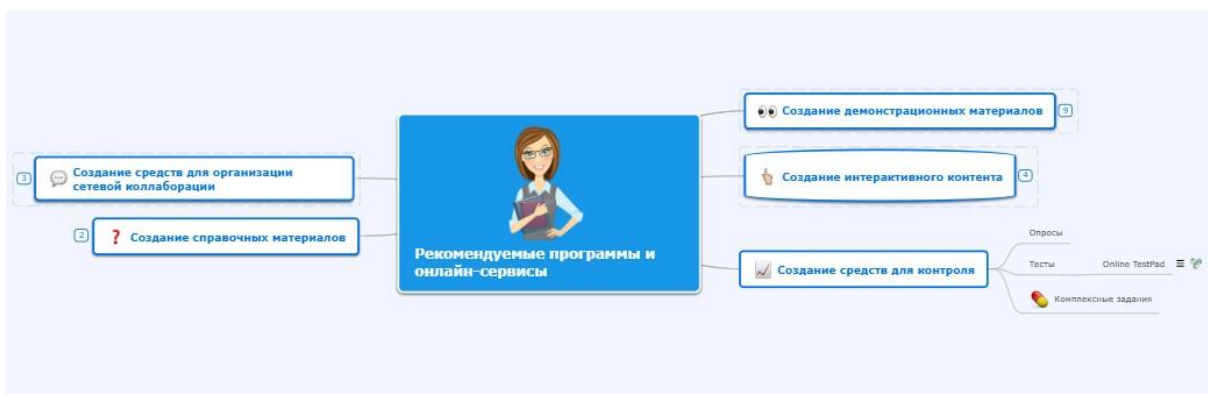 Создание демонстрационных материалов
9
Создание средств для организации
сетевой коллаборации
3
Создание интерактивного контента
4
2
? Создание справочных материалов
Рекомендуемые программы и
онлайн-сервисы
Создание средств для контроля
Опросы
Тесты
Online TestPad
Комплексные задания